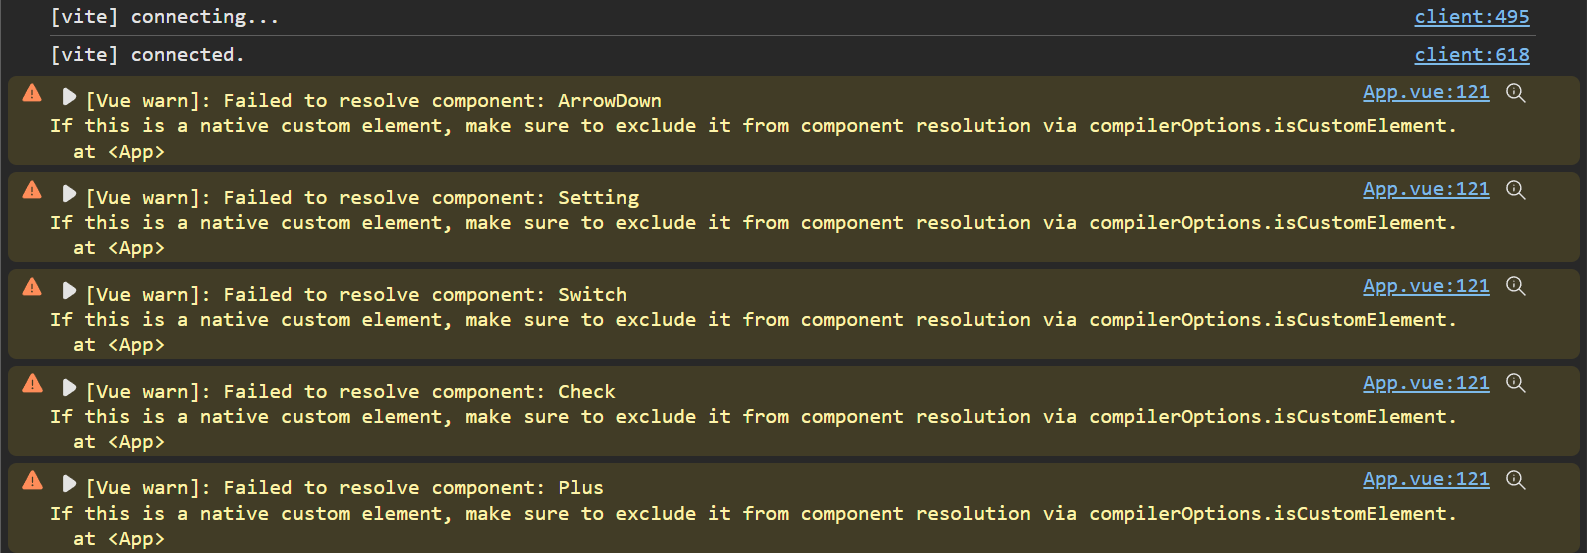 [vite] connecting... client:495
[vite] connected. client:618
[Vue warn]: Failed to resolve component: ArrowDown App.vue:121
If this is a native custom element, make sure to exclude it from component resolution via compilerOptions.isCustomElement.
at <App>
[Vue warn]: Failed to resolve component: Setting App.vue:121
If this is a native custom element, make sure to exclude it from component resolution via compilerOptions.isCustomElement.
at <App>
[Vue warn]: Failed to resolve component: Switch App.vue:121
If this is a native custom element, make sure to exclude it from component resolution via compilerOptions.isCustomElement.
at <App>
[Vue warn]: Failed to resolve component: Check App.vue:121
If this is a native custom element, make sure to exclude it from component resolution via compilerOptions.isCustomElement.
at <App>
[Vue warn]: Failed to resolve component: Plus App.vue:121
If this is a native custom element, make sure to exclude it from component resolution via compilerOptions.isCustomElement.
at <App>